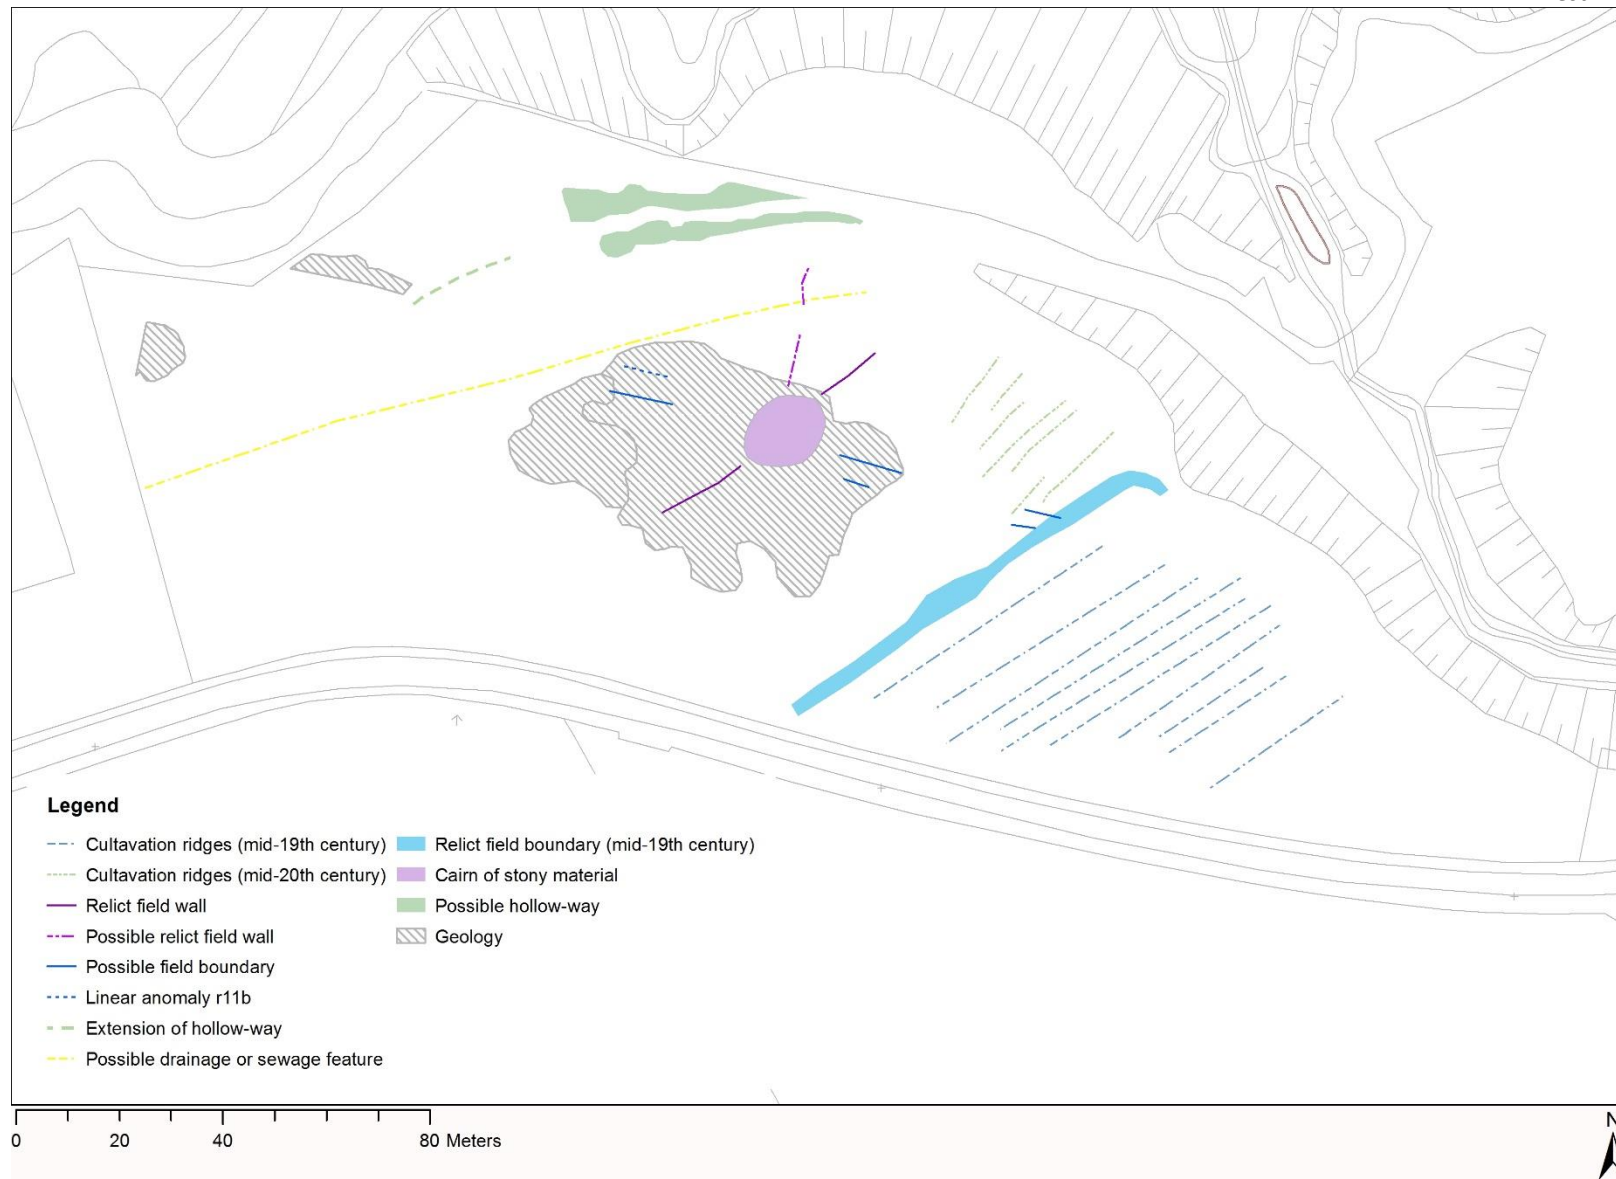 Legend
Cultavation ridges (mid-19th century)
Cultavation ridges (mid-20th century)
Relict field wall
Possible relict field wall
Possible field boundary
Linear anomaly r11b
Extension of hollow-way
Possible drainage or sewage feature
Relict field boundary (mid-19th century)
Cairn of stony material
Possible hollow-way
Geology
0 20 40 80 Meters
N